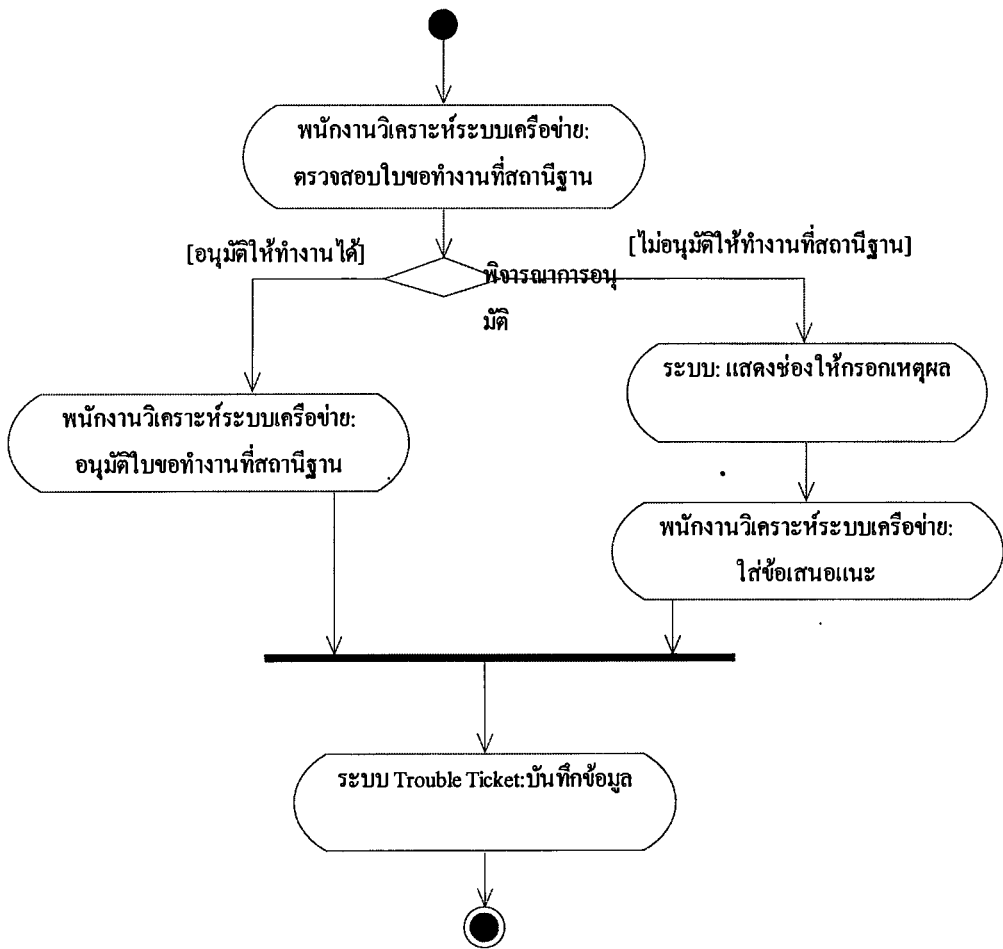 พนักงานวิเคราะห์ระบบเครือข่าย:
ตรวจสอบใบขอทำงานที่สถานีฐาน
[อนุมัติให้ทำงานได้]
[ไม่อนุมัติให้ทำงานที่สถานีฐาน]
พิจารณาการอนุ
มัติ
ระบบ: แสดงช่องให้กรอกเหตุผล
พนักงานวิเคราะห์ระบบเครือข่าย:
อนุมัติใบขอทำงานที่สถานีฐาน
พนักงานวิเคราะห์ระบบเครือข่าย:
ใส่ข้อเสนอแนะ
ระบบ Trouble Ticket:บันทึกข้อมูล